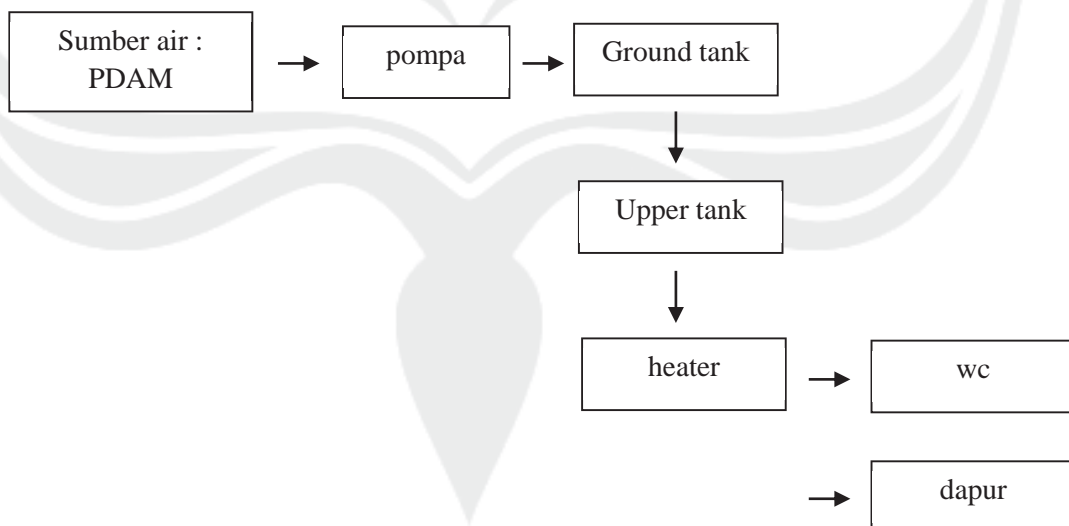 Sumber air :
PDAM
pompa
Ground tank
Upper tank
heater
wc
dapur